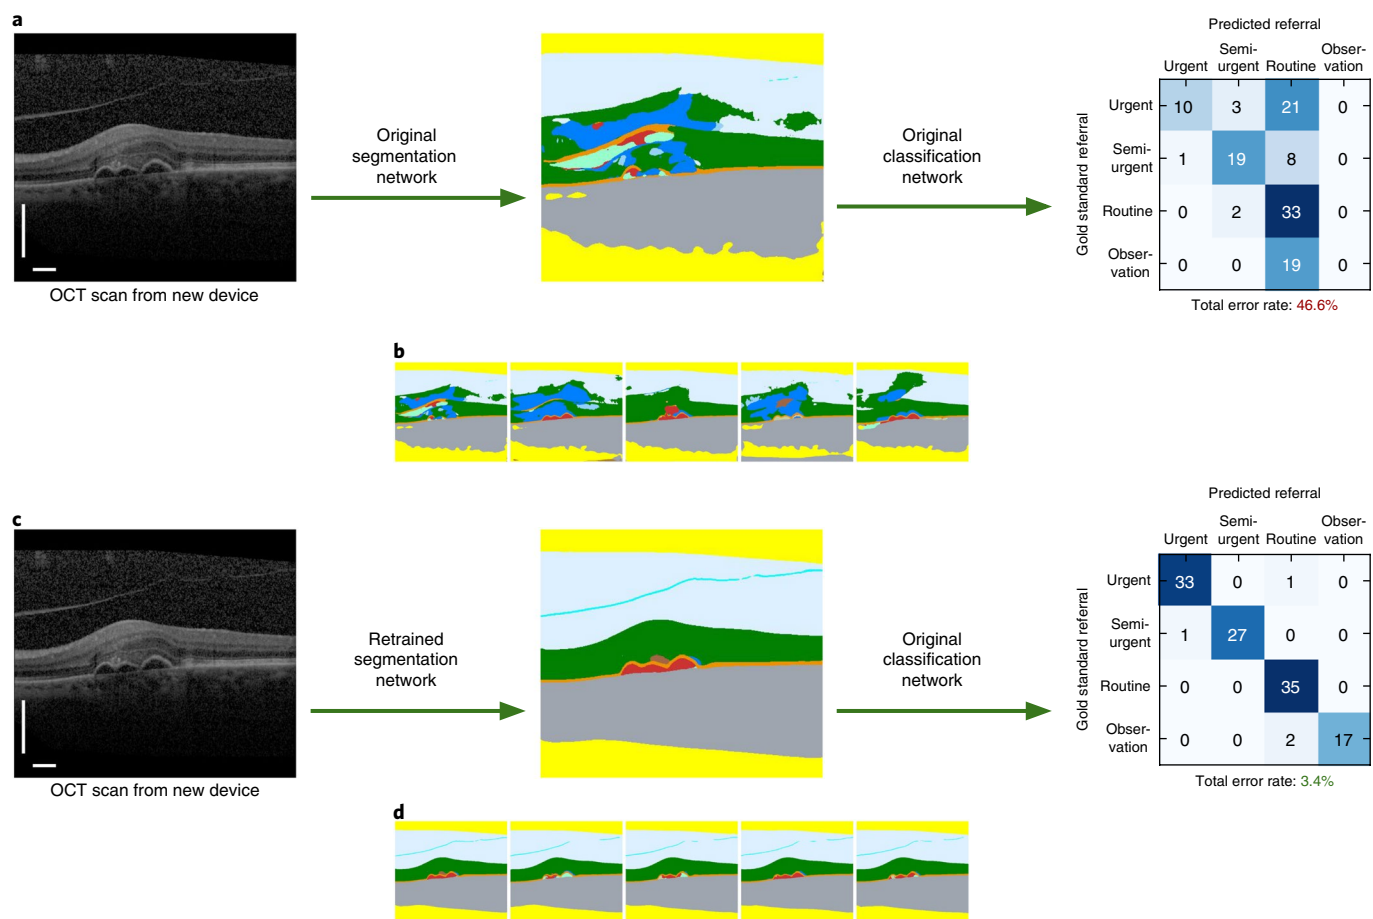 a
Original
segmentation
network
Original
classification
network
OCT scan from new device
Predicted referral
Urgent
Semi-
urgent
Routine
Obser-
vation
Gold standard referral
Urgent 10 3 21 0
Semi-
urgent
1 19 8 0
Routine 0 2 33 0
Obser-
vation
0 0 19 0
Total error rate: 46.6%
b
c
Retrained
segmentation
network
Original
classification
network
OCT scan from new device
Predicted referral
Urgent
Semi-
urgent
Routine
Obser-
vation
Gold standard referral
Urgent 33 0 1 0
Semi-
urgent
1 27 0 0
Routine 0 0 35 0
Obser-
vation
0 0 2 17
Total error rate: 3.4%
d